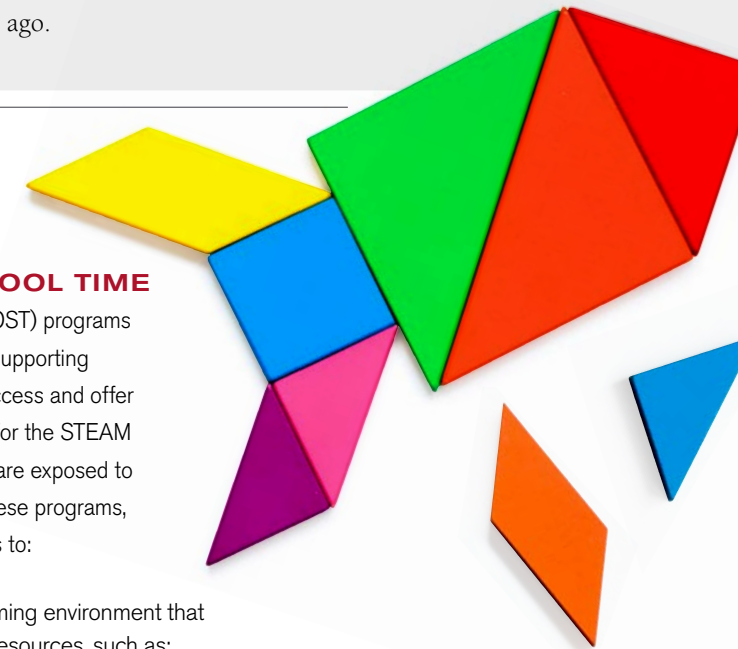 ago.
OOL TIME
OST) programs
upporting
ccess and offer
or the STEAM
are exposed to
ese programs,
s to:
ming environment that
esources, such as: